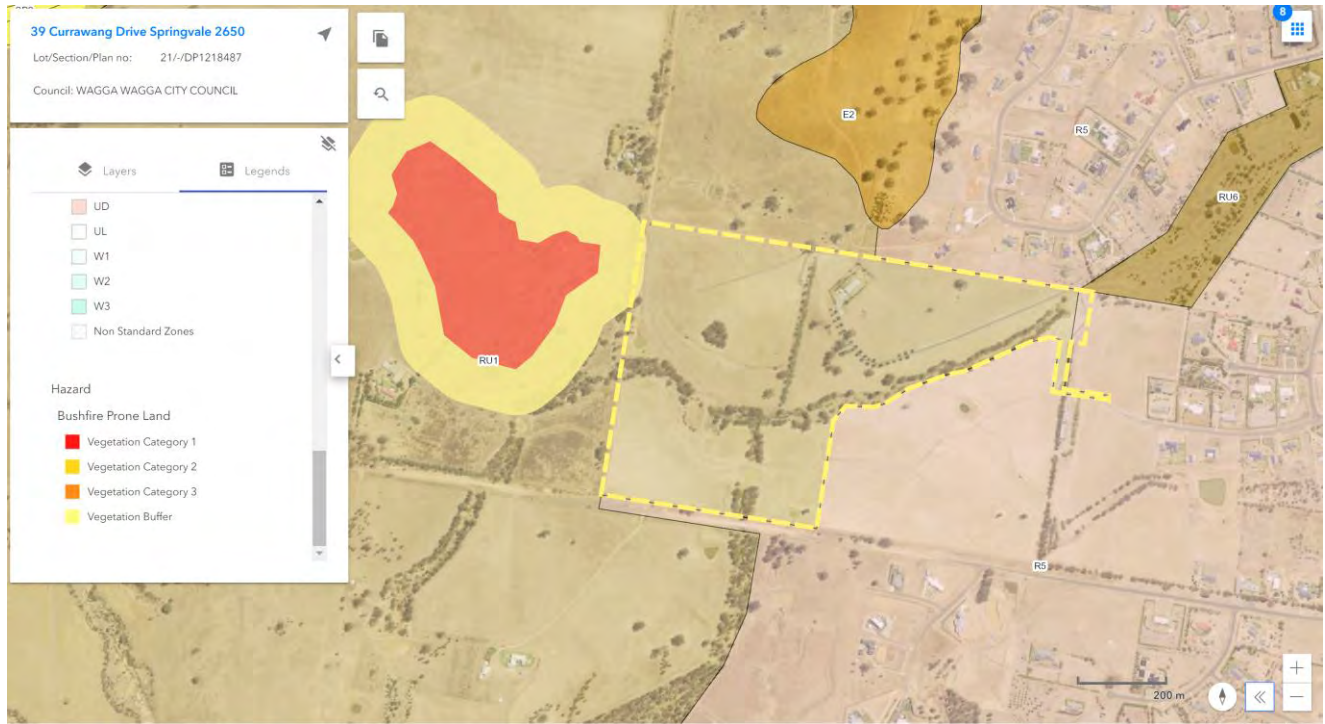 39 Currawang Drive Springvale 2650
Lot/Section/Plan no: 21/-/DP1218487
Council: WAGGA WAGGA CITY COUNCIL
Layers
Legends
UD
UL
W1
W2
W3
Non Standard Zones
Hazard
Bushfire Prone Land
Vegetation Category 1
Vegetation Category 2
Vegetation Category 3
Vegetation Buffer
8
E2
R5
RU6
RU1
R5
200 m